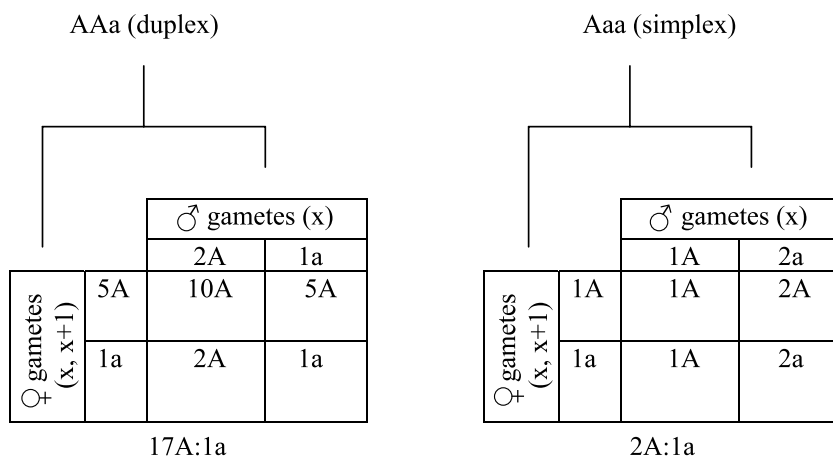 AAa (duplex)
♂ gametes (x)
2A 1a
♀ gametes
(x, x+1)
5A 10A 5A
1a 2A 1a
17A:1a
Aaa (simplex)
♂ gametes (x)
1A 2a
♀ gametes
(x, x+1)
1A 1A 2A
1a 1A 2a
2A:1a